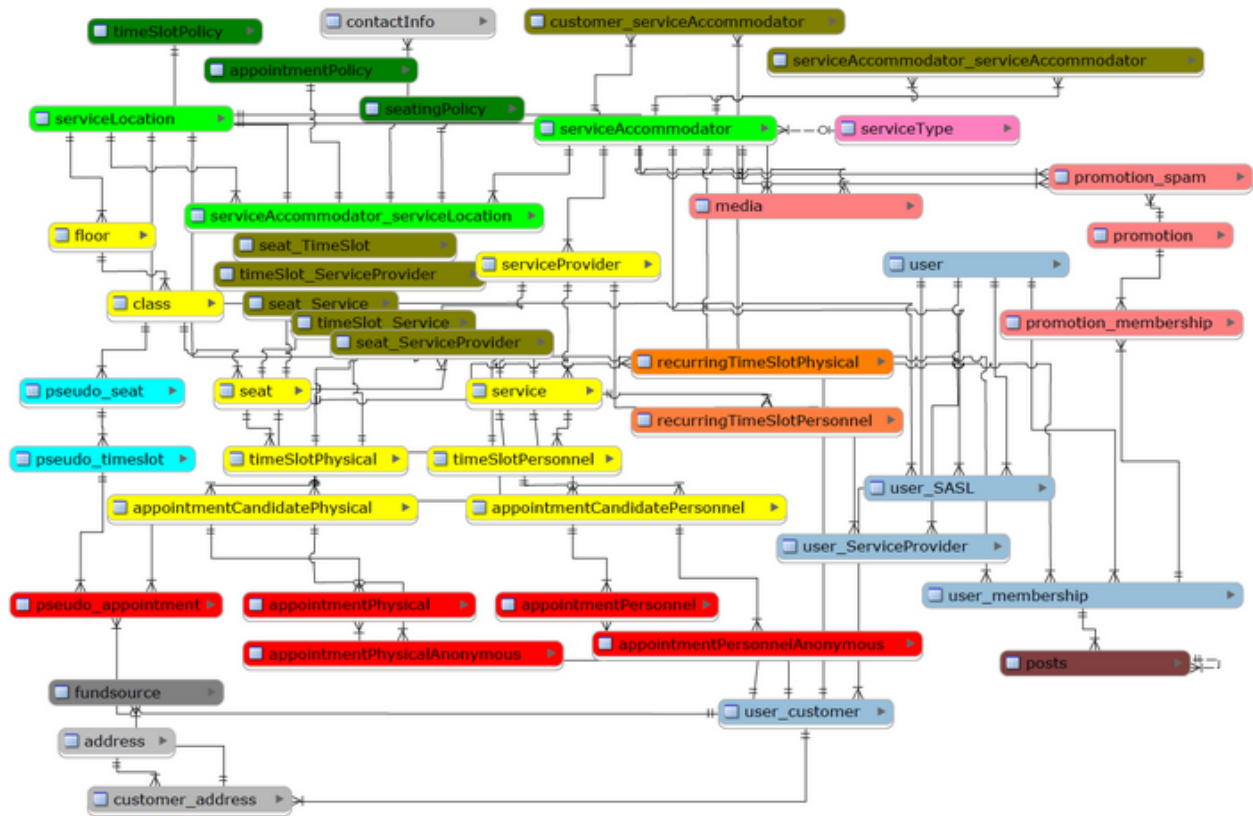 timeSlotPolicy
contactInfo
customer_serviceAccommodator
appointmentPolicy
serviceAccommodator_serviceAccommodator
seatingPolicy
serviceLocation
serviceAccommodator
serviceType
promotion_spam
media
serviceAccommodator_serviceLocation
floor
seat_TimeSlot
promotion
timeSlot_ServiceProvider
serviceProvider
user
class
seat_Service
timeSlot_Service
promotion_membership
seat_ServiceProvider
recurringTimeSlotPhysical
pseudo_seat
seat
service
recurringTimeSlotPersonnel
pseudo_timeslot
timeSlotPhysical
timeSlotPersonnel
user_SASL
appointmentCandidatePhysical
appointmentCandidatePersonnel
user_ServiceProvider
user_membership
pseudo_appointment
appointmentPhysical
appointmentPersonnel
appointmentPhysicalAnonymous
appointmentPersonnelAnonymous
posts
fundsource
user_customer
address
customer_address